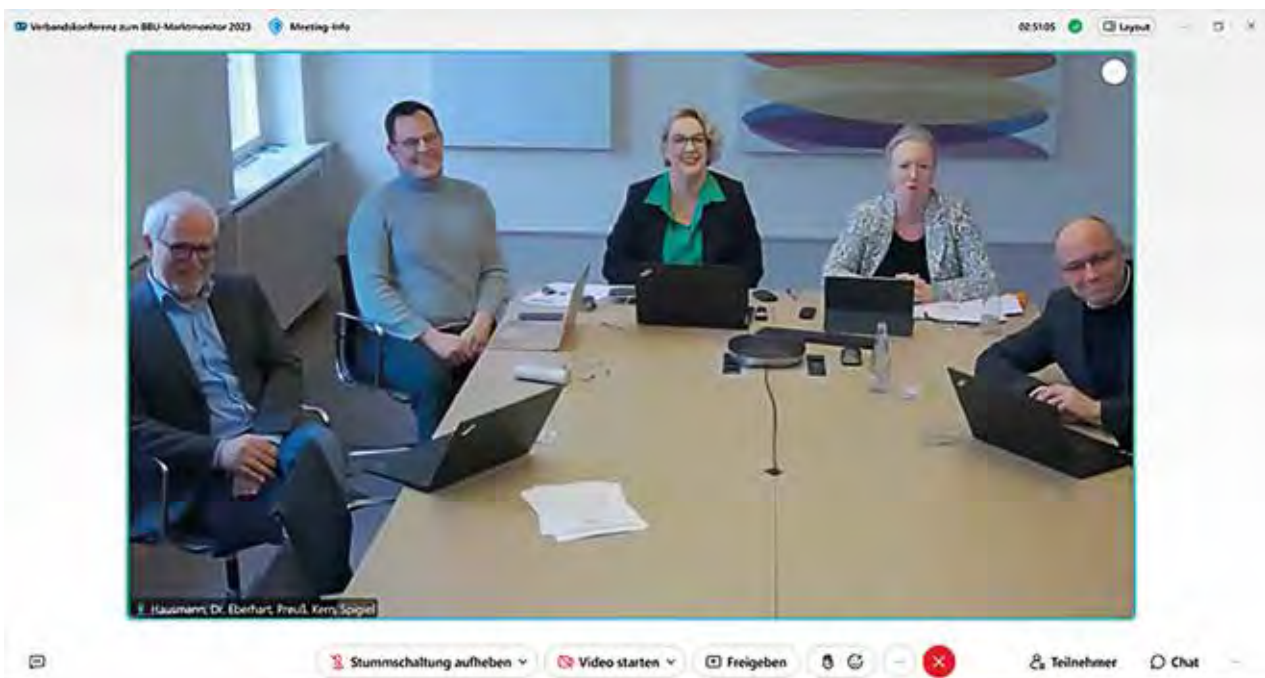 Verbandskonferenz zum BBU-Marktmonitor 2023 Meeting-Info 02:51:05 Layout
Hausmann, Dr. Eberhart, Preuß, Kern, Spigiel
Stummschaltung aufheben Video starten Freigeben Teilnehmer Chat